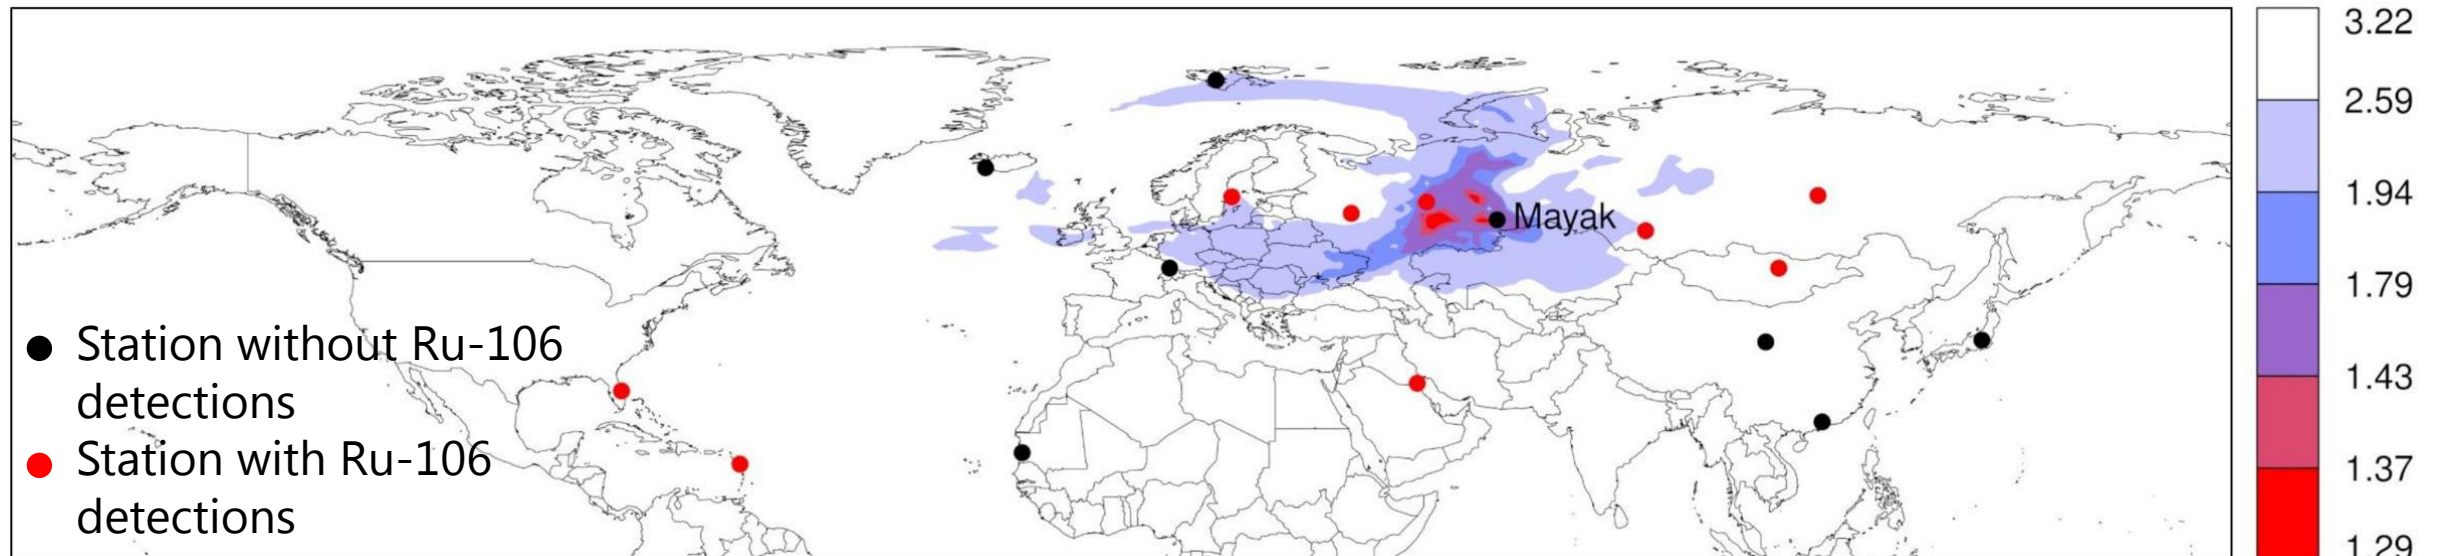 3.22
2.59
1.94
Mayak
1.79
Station without Ru-106
detections
1.43
Station with Ru-106
detections
1.37
1.29